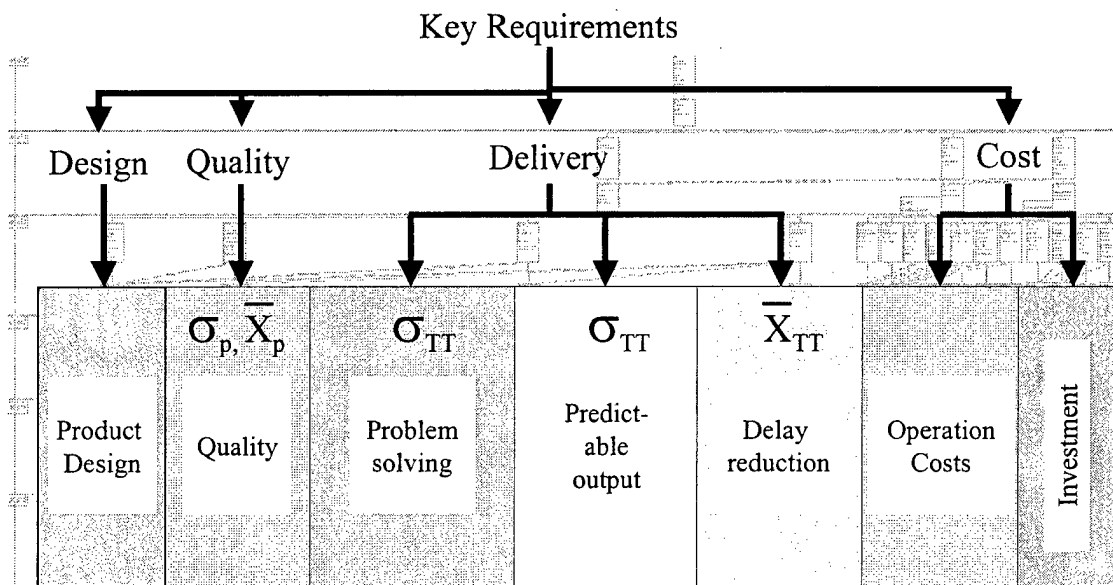 Key Requirements
Design Quality Delivery Cost
σp, X̄p σTT σTT X̄TT
Product
Design
Quality
Problem
solving
Predict-
able
output
Delay
reduction
Operation
Costs
Investment